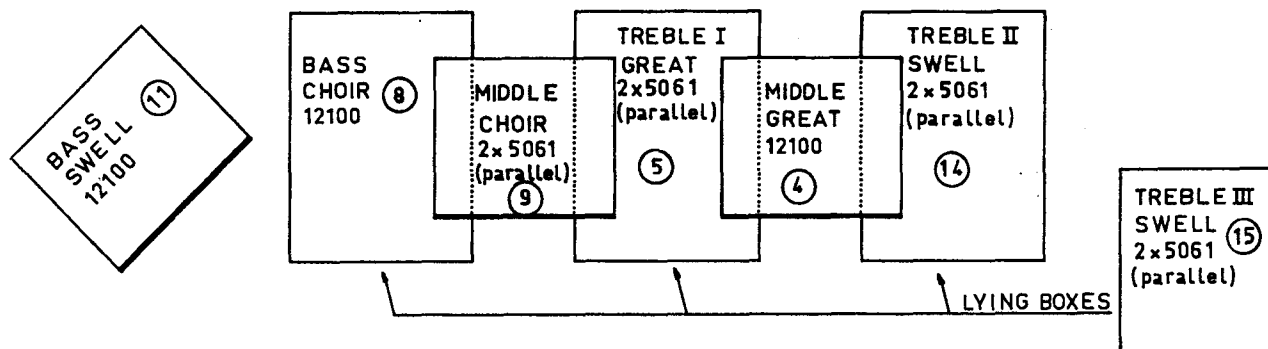 BASS
SWELL
12100
11
BASS
CHOIR
12100
8
MIDDLE
CHOIR
2×5061
(parallel)
9
TREBLE I
GREAT
2×5061
(parallel)
5
MIDDLE
GREAT
12100
4
TREBLE II
SWELL
2×5061
(parallel)
14
TREBLE III
SWELL
2×5061
(parallel)
15
LYING BOXES